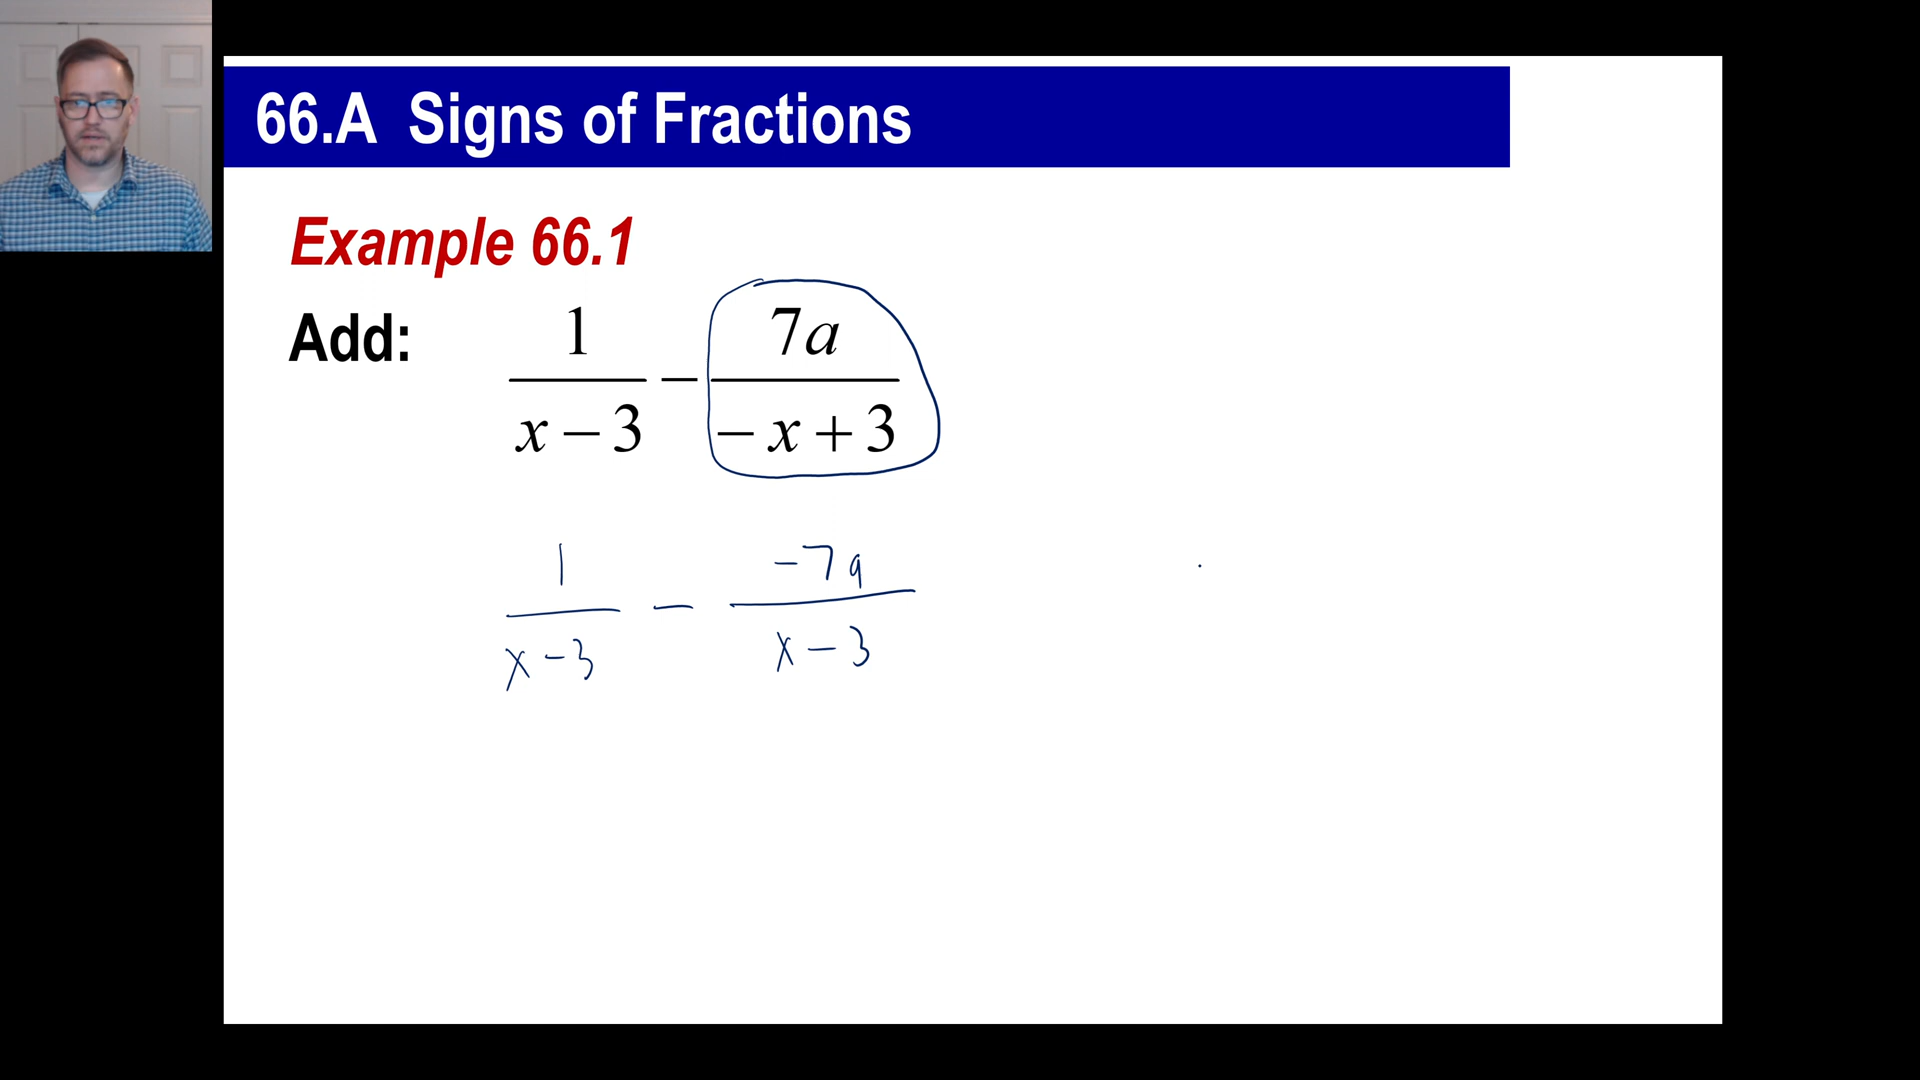 66.A Signs of Fractions
Example 66.1
Add:
1 / (x − 3) − 7a / (− x + 3)
1 / (x − 3) − −7a / (x − 3)